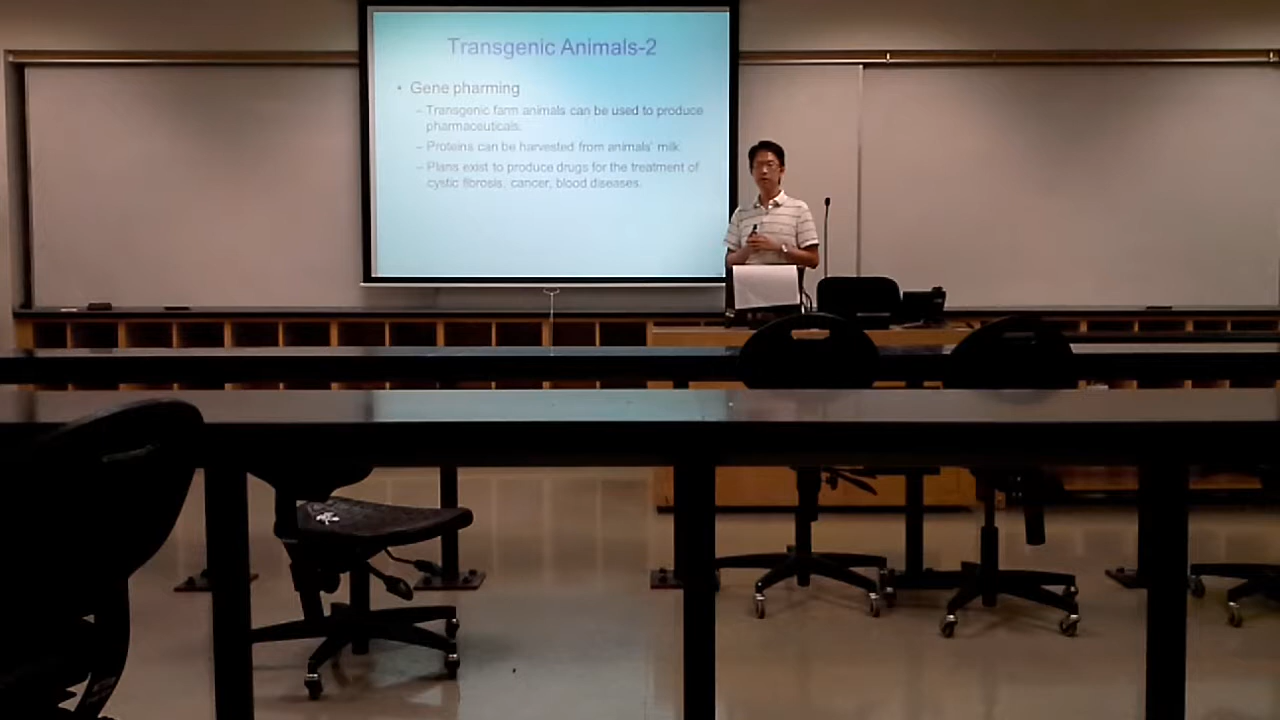 Transgenic Animals-2
• Gene pharming
– Transgenic farm animals can be used to produce
pharmaceuticals.
– Proteins can be harvested from animals' milk.
– Plans exist to produce drugs for the treatment of
cystic fibrosis, cancer, blood diseases.